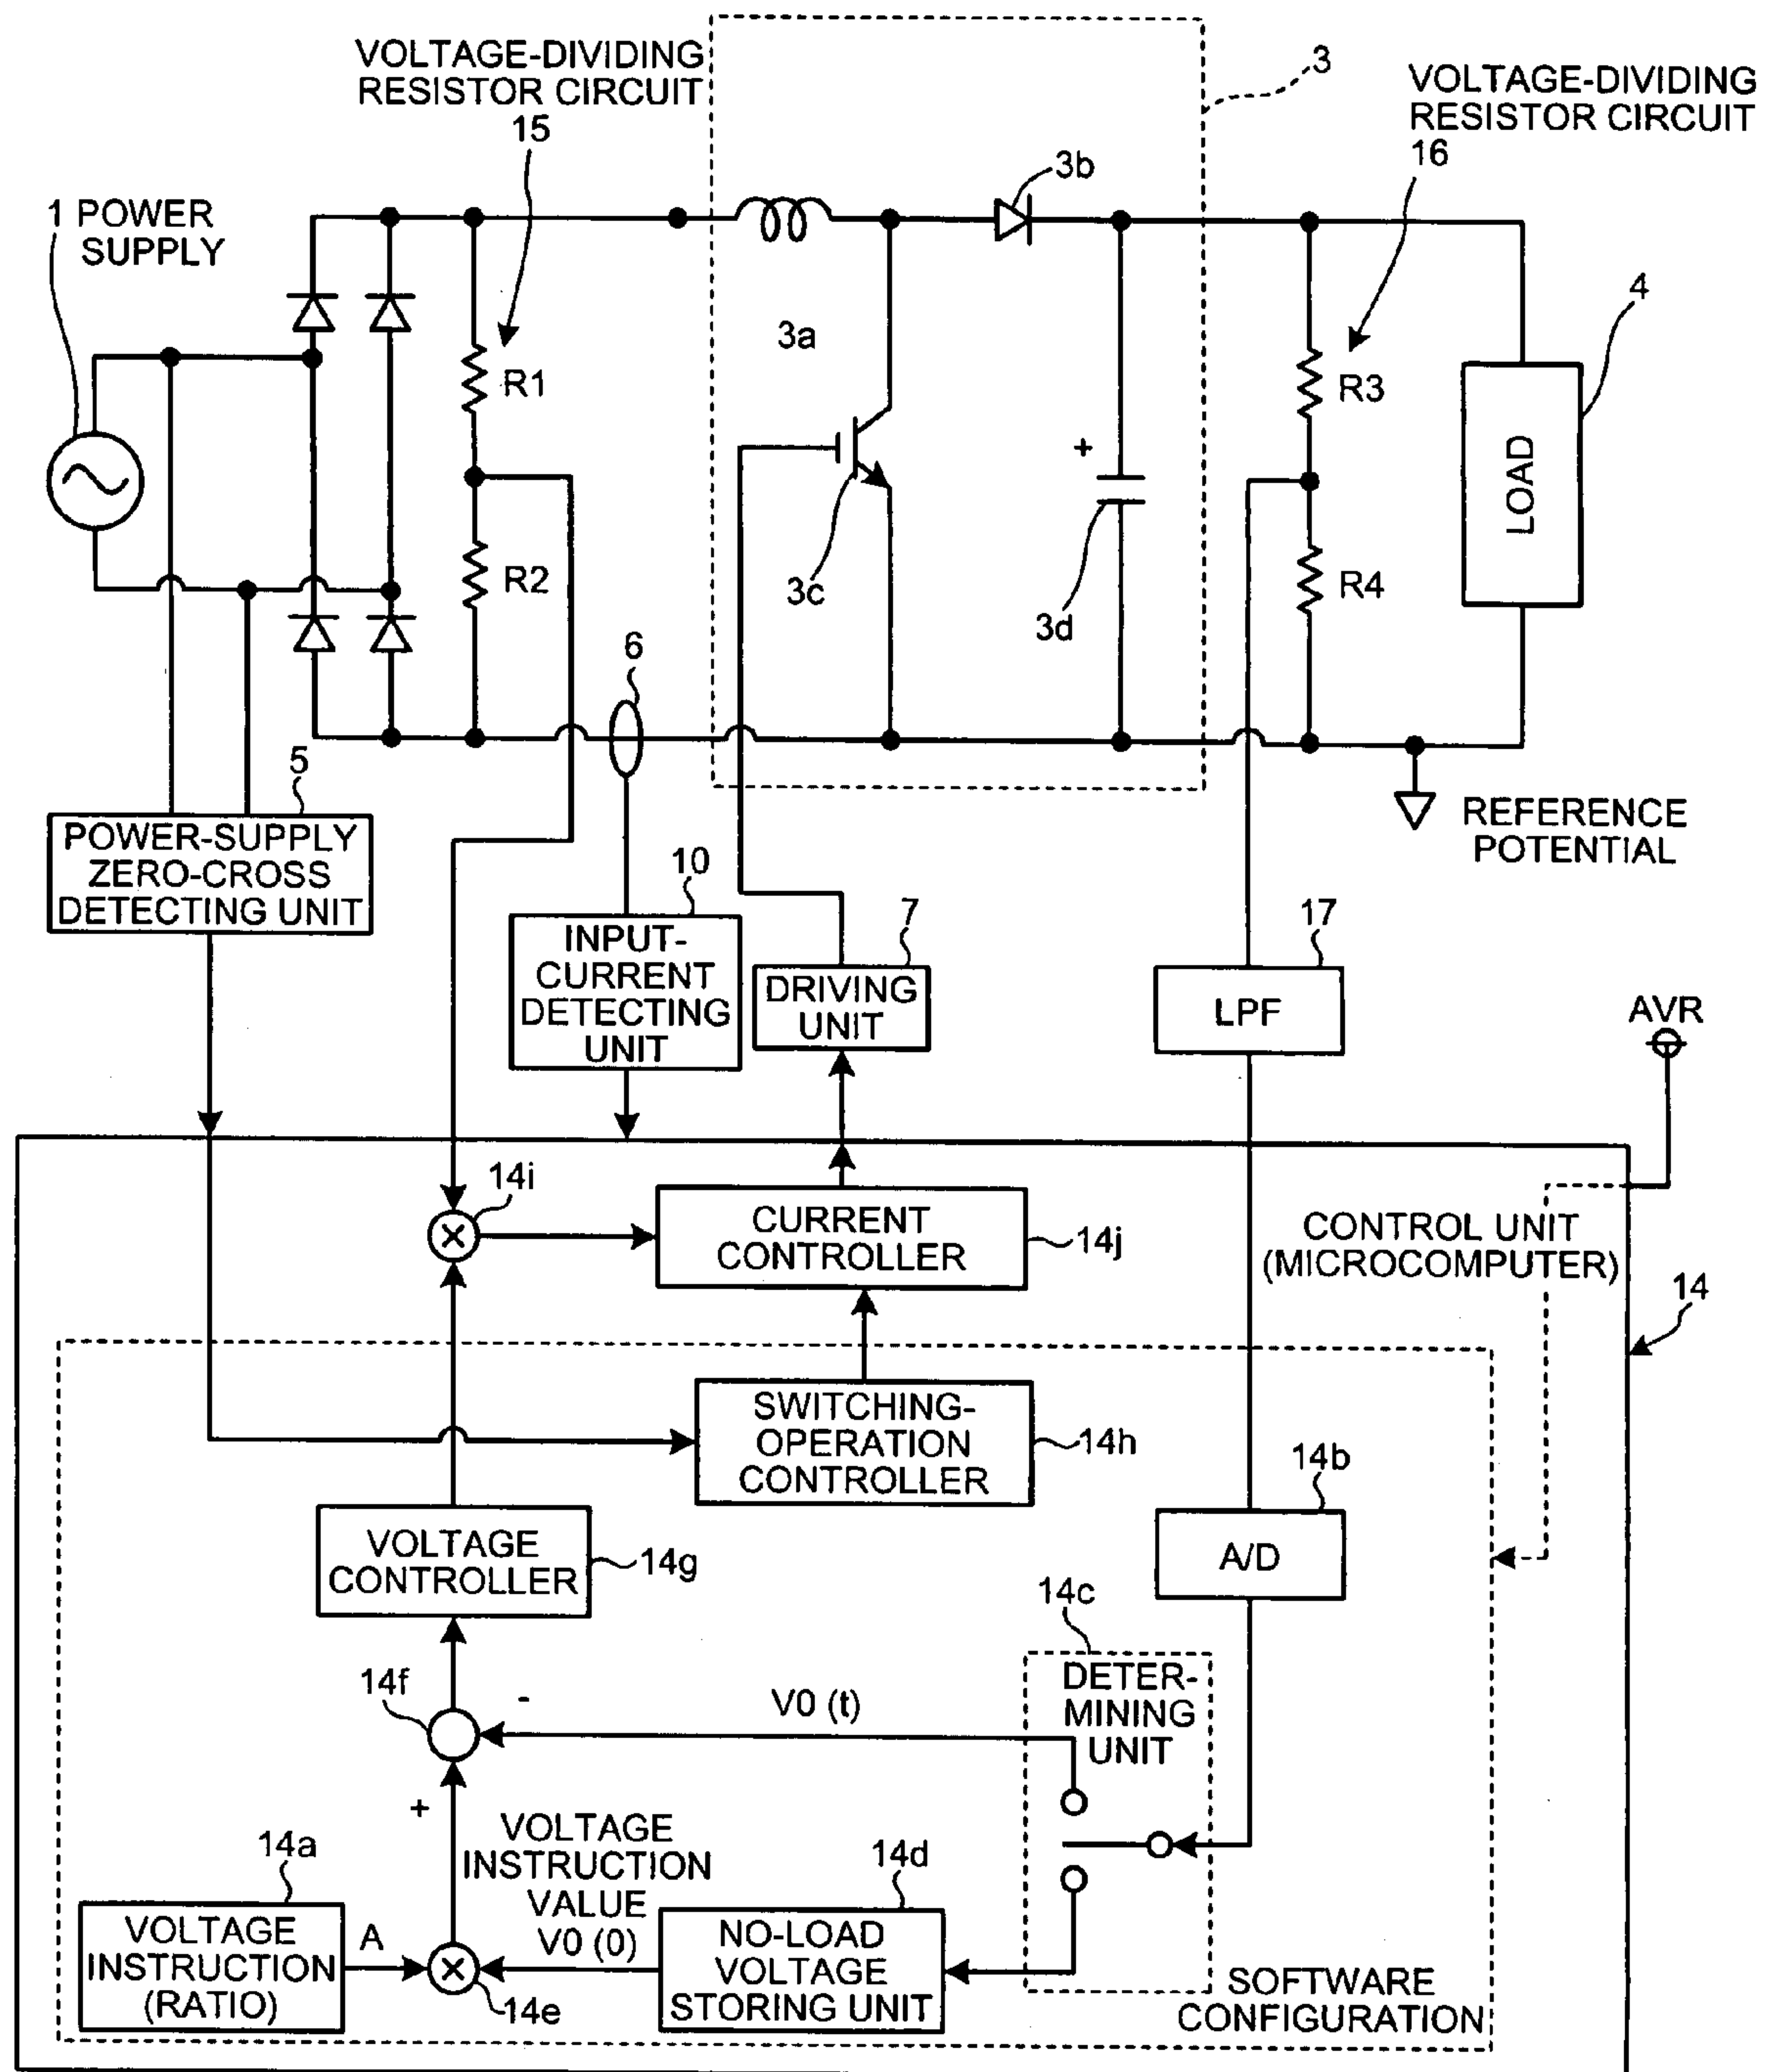 VOLTAGE-DIVIDING
RESISTOR CIRCUIT
15
3
VOLTAGE-DIVIDING
RESISTOR CIRCUIT
16
1 POWER
SUPPLY
3b
3a
4
R1
R3
+
LOAD
R2
3c
3d
R4
6
5
POWER-SUPPLY
ZERO-CROSS
DETECTING UNIT
REFERENCE
POTENTIAL
10
INPUT-
CURRENT
DETECTING
UNIT
7
DRIVING
UNIT
17
LPF
AVR
14i
CURRENT
CONTROLLER
14j
CONTROL UNIT
(MICROCOMPUTER)
14
SWITCHING-
OPERATION
CONTROLLER
14h
14b
A/D
VOLTAGE
CONTROLLER
14g
14c
DETER-
MINING
UNIT
14f
-
V0 (t)
+
VOLTAGE
INSTRUCTION
VALUE
V0 (0)
14a
VOLTAGE
INSTRUCTION
(RATIO)
A
14e
14d
NO-LOAD
VOLTAGE
STORING UNIT
SOFTWARE
CONFIGURATION